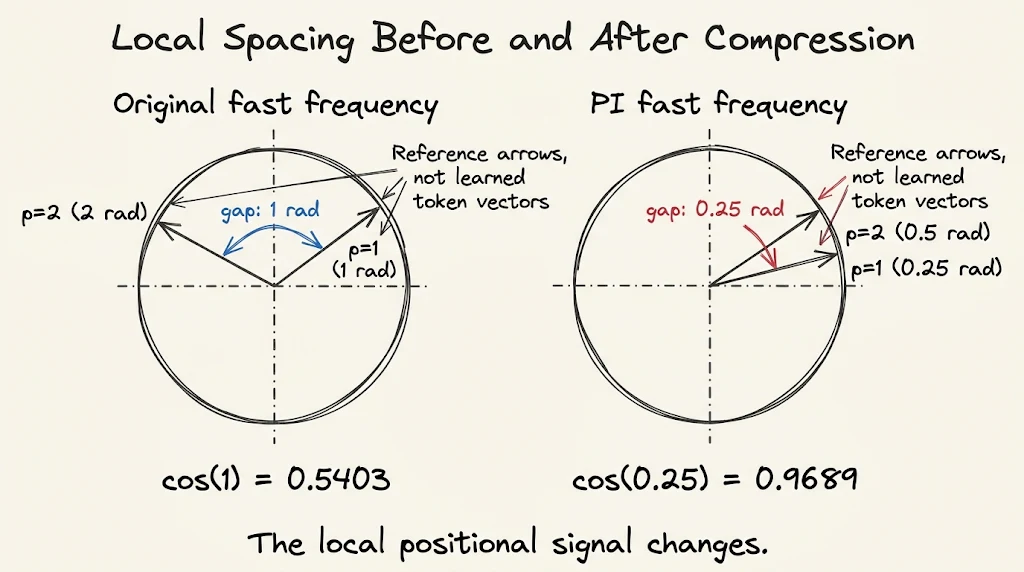 Local Spacing Before and After Compression
Original fast frequency
Reference arrows,
not learned
token vectors
p=2 (2 rad)
gap: 1 rad
p=1
(1 rad)
cos(1) = 0.5403
PI fast frequency
Reference arrows,
not learned
token vectors
gap: 0.25 rad
p=2 (0.5 rad)
p=1 (0.25 rad)
cos(0.25) = 0.9689
The local positional signal changes.